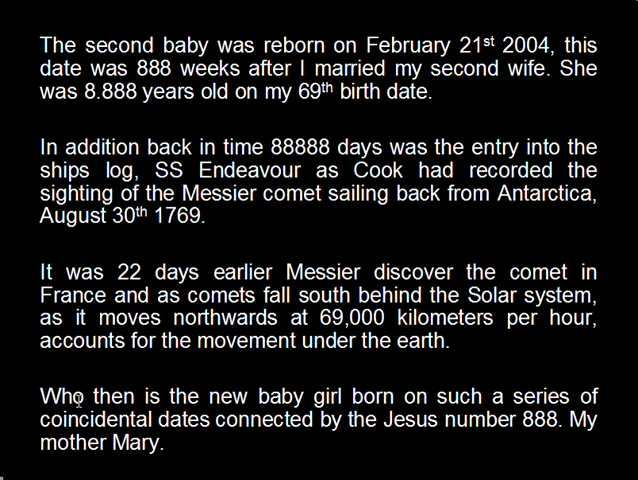 The second baby was reborn on February 21st 2004, this
date was 888 weeks after I married my second wife. She
was 8.888 years old on my 69th birth date.
In addition back in time 88888 days was the entry into the
ships log, SS Endeavour as Cook had recorded the
sighting of the Messier comet sailing back from Antarctica,
August 30th 1769.
It was 22 days earlier Messier discover the comet in
France and as comets fall south behind the Solar system,
as it moves northwards at 69,000 kilometers per hour,
accounts for the movement under the earth.
Who then is the new baby girl born on such a series of
coincidental dates connected by the Jesus number 888. My
mother Mary.